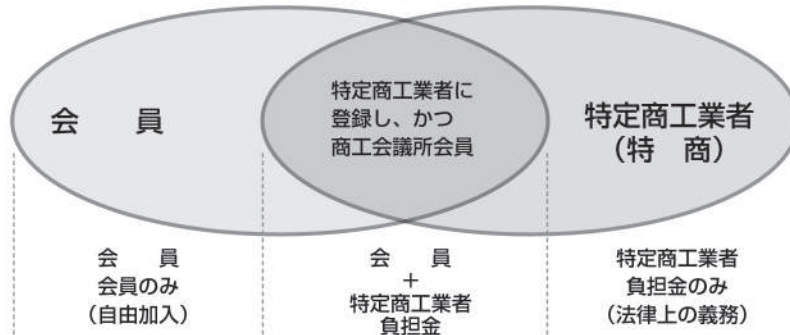 会　　員
特定商工業者に
登録し、かつ
商工会議所会員
特定商工業者
（特　商）
会　　員
会員のみ
（自由加入）
会　　員
＋
特定商工業者
負担金
特定商工業者
負担金のみ
（法律上の義務）